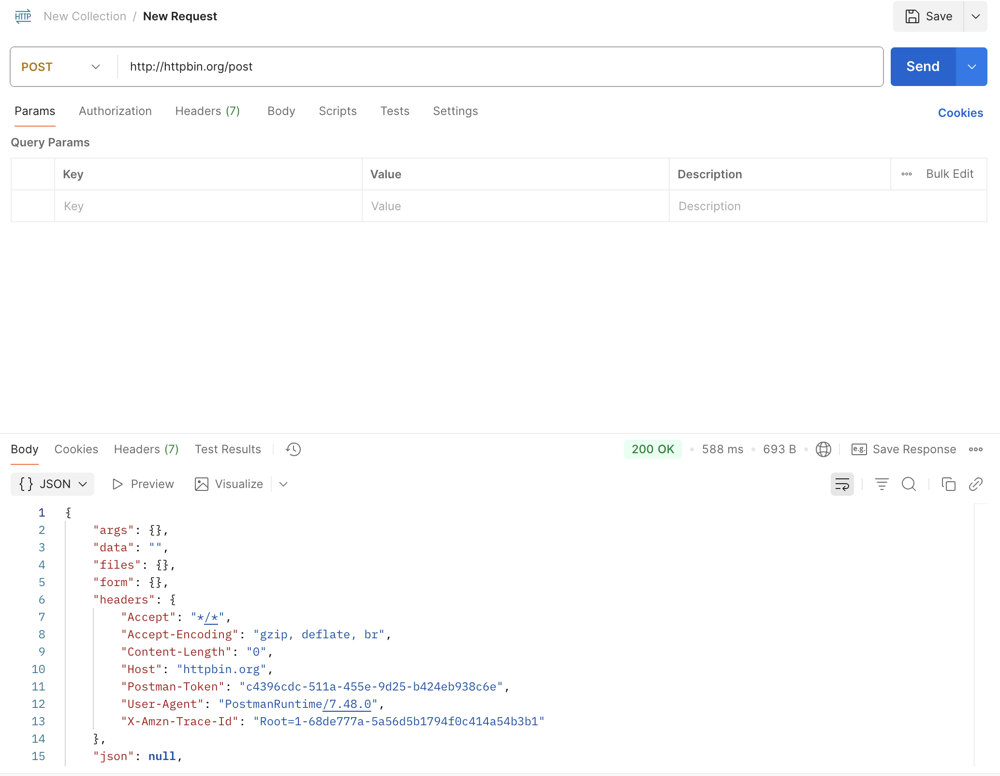 HTTP New Collection / New Request Save
POST http://httpbin.org/post Send
Params Authorization Headers (7) Body Scripts Tests Settings Cookies
Query Params
Key Value Description Bulk Edit
Key Value Description
Body Cookies Headers (7) Test Results 200 OK 588 ms 693 B e.g. Save Response
{} JSON Preview Visualize
1 {
2 "args": {},
3 "data": "",
4 "files": {},
5 "form": {},
6 "headers": {
7 "Accept": "*/*",
8 "Accept-Encoding": "gzip, deflate, br",
9 "Content-Length": "0",
10 "Host": "httpbin.org",
11 "Postman-Token": "c4396cdc-511a-455e-9d25-b424eb938c6e",
12 "User-Agent": "PostmanRuntime/7.48.0",
13 "X-Amzn-Trace-Id": "Root=1-68de777a-5a56d5b1794f0c414a54b3b1"
14 },
15 "json": null,